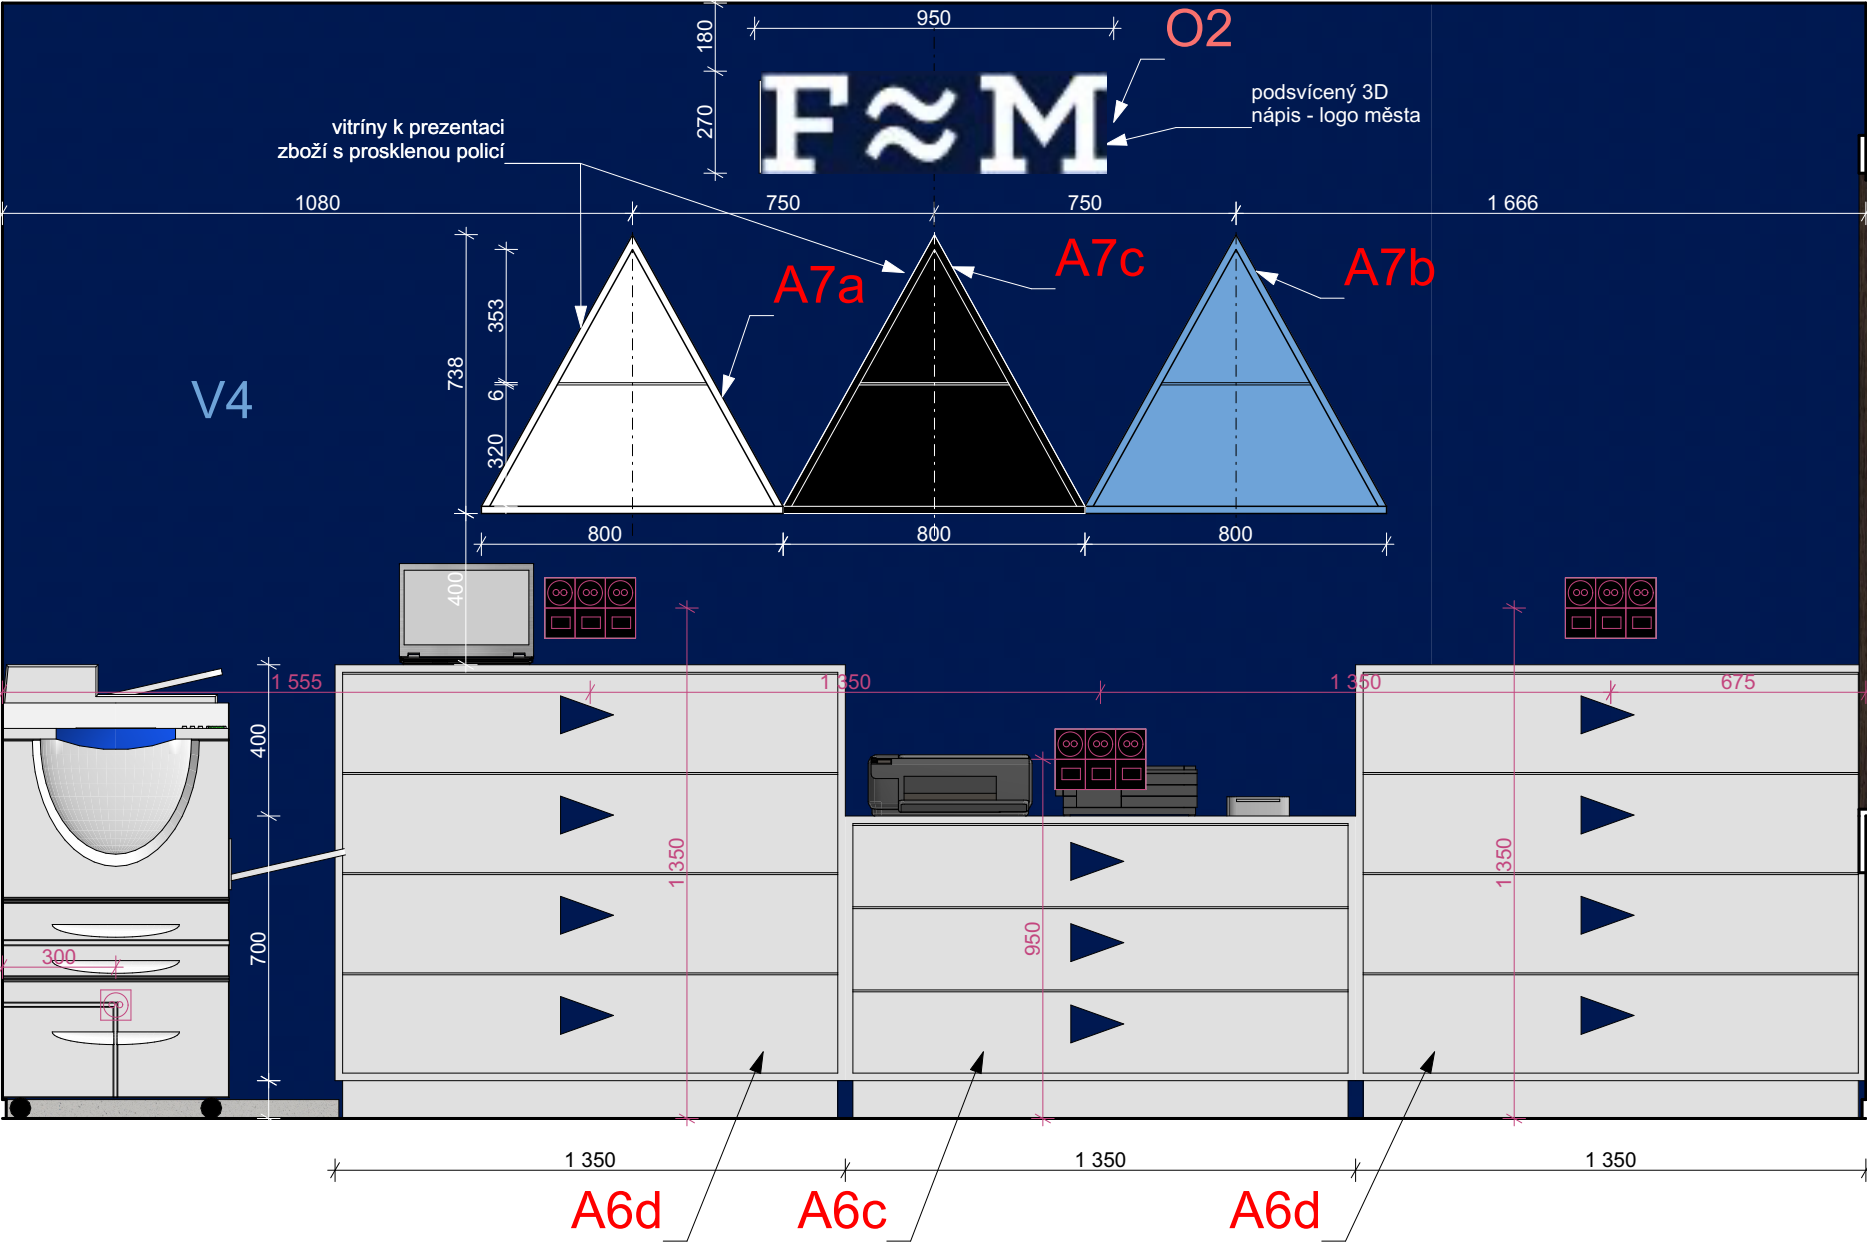 950
O2
180
F≈M
270
podsvícený 3D
nápis - logo města
vitríny k prezentaci
zboží s prosklenou policí
1080
750
750
1 666
A7a
A7c
A7b
738
353
6
320
V4
800
800
800
400
1 555
1 350
1 350
675
400
700
1 350
950
1 350
300
1 350
1 350
1 350
A6d
A6c
A6d